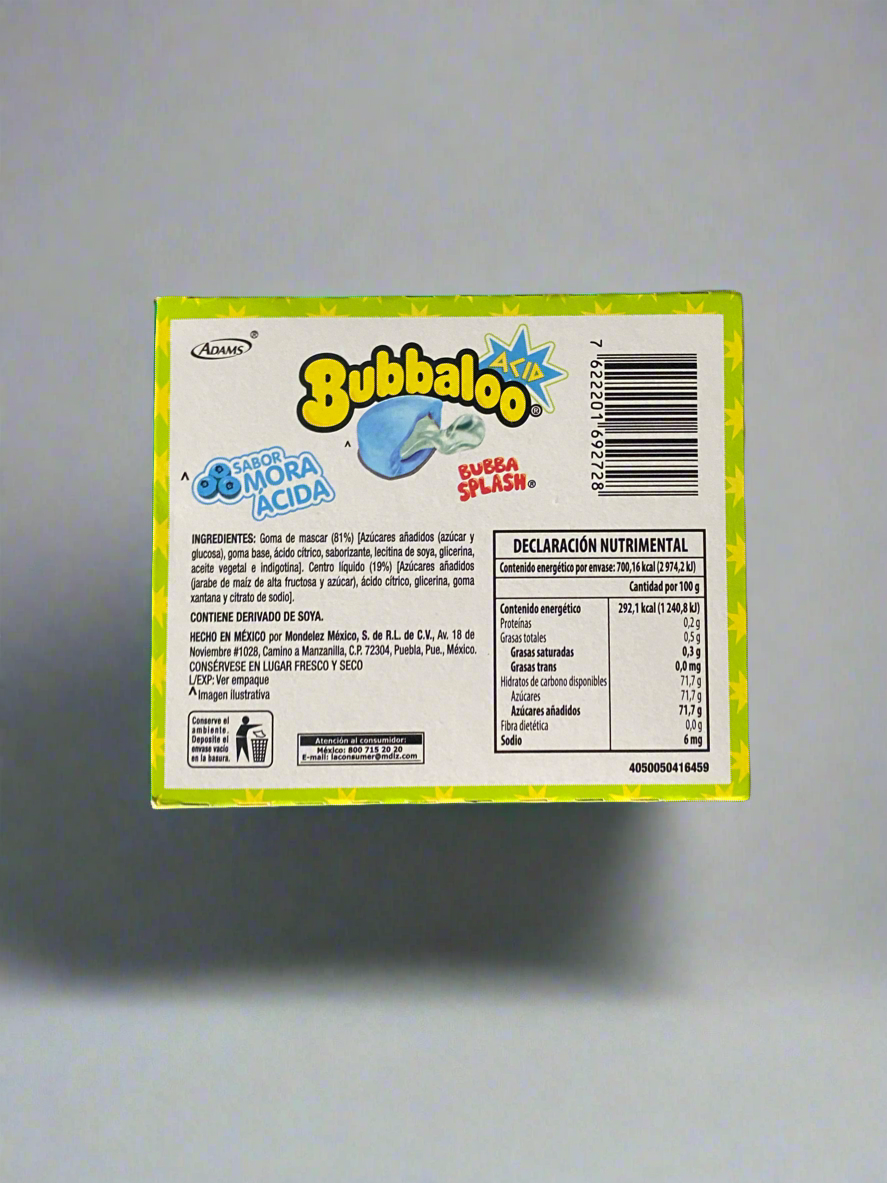 ADAMS®
Bubbaloo®
ACID
^
^
SABOR
MORA
ÁCIDA
BUBBA
SPLASH®
7 622201 692728
INGREDIENTES: Goma de mascar (81%) [Azúcares añadidos (azúcar y
glucosa), goma base, ácido cítrico, saborizante, lecitina de soya, glicerina,
aceite vegetal e indigotina]. Centro líquido (19%) [Azúcares añadidos
(jarabe de maíz de alta fructosa y azúcar), ácido cítrico, glicerina, goma
xantana y citrato de sodio].
CONTIENE DERIVADO DE SOYA.
HECHO EN MÉXICO por Mondelez México, S. de R.L. de C.V., Av. 18 de
Noviembre #1028, Camino a Manzanilla, C.P. 72304, Puebla, Pue., México.
CONSÉRVESE EN LUGAR FRESCO Y SECO
L/EXP: Ver empaque
^Imagen ilustrativa
Conserve el
ambiente.
Deposite el
envase vacío
en la basura.
Atención al consumidor:
México: 800 715 20 20
E-mail: laconsumer@mdlz.com
DECLARACIÓN NUTRIMENTAL
Contenido energético por envase: 700,16 kcal (2 974,2 kJ)
Cantidad por 100 g
Contenido energético 292,1 kcal (1 240,8 kJ)
Proteínas 0,2 g
Grasas totales 0,5 g
Grasas saturadas 0,3 g
Grasas trans 0,0 mg
Hidratos de carbono disponibles 71,7 g
Azúcares 71,7 g
Azúcares añadidos 71,7 g
Fibra dietética 0,0 g
Sodio 6 mg
4050050416459